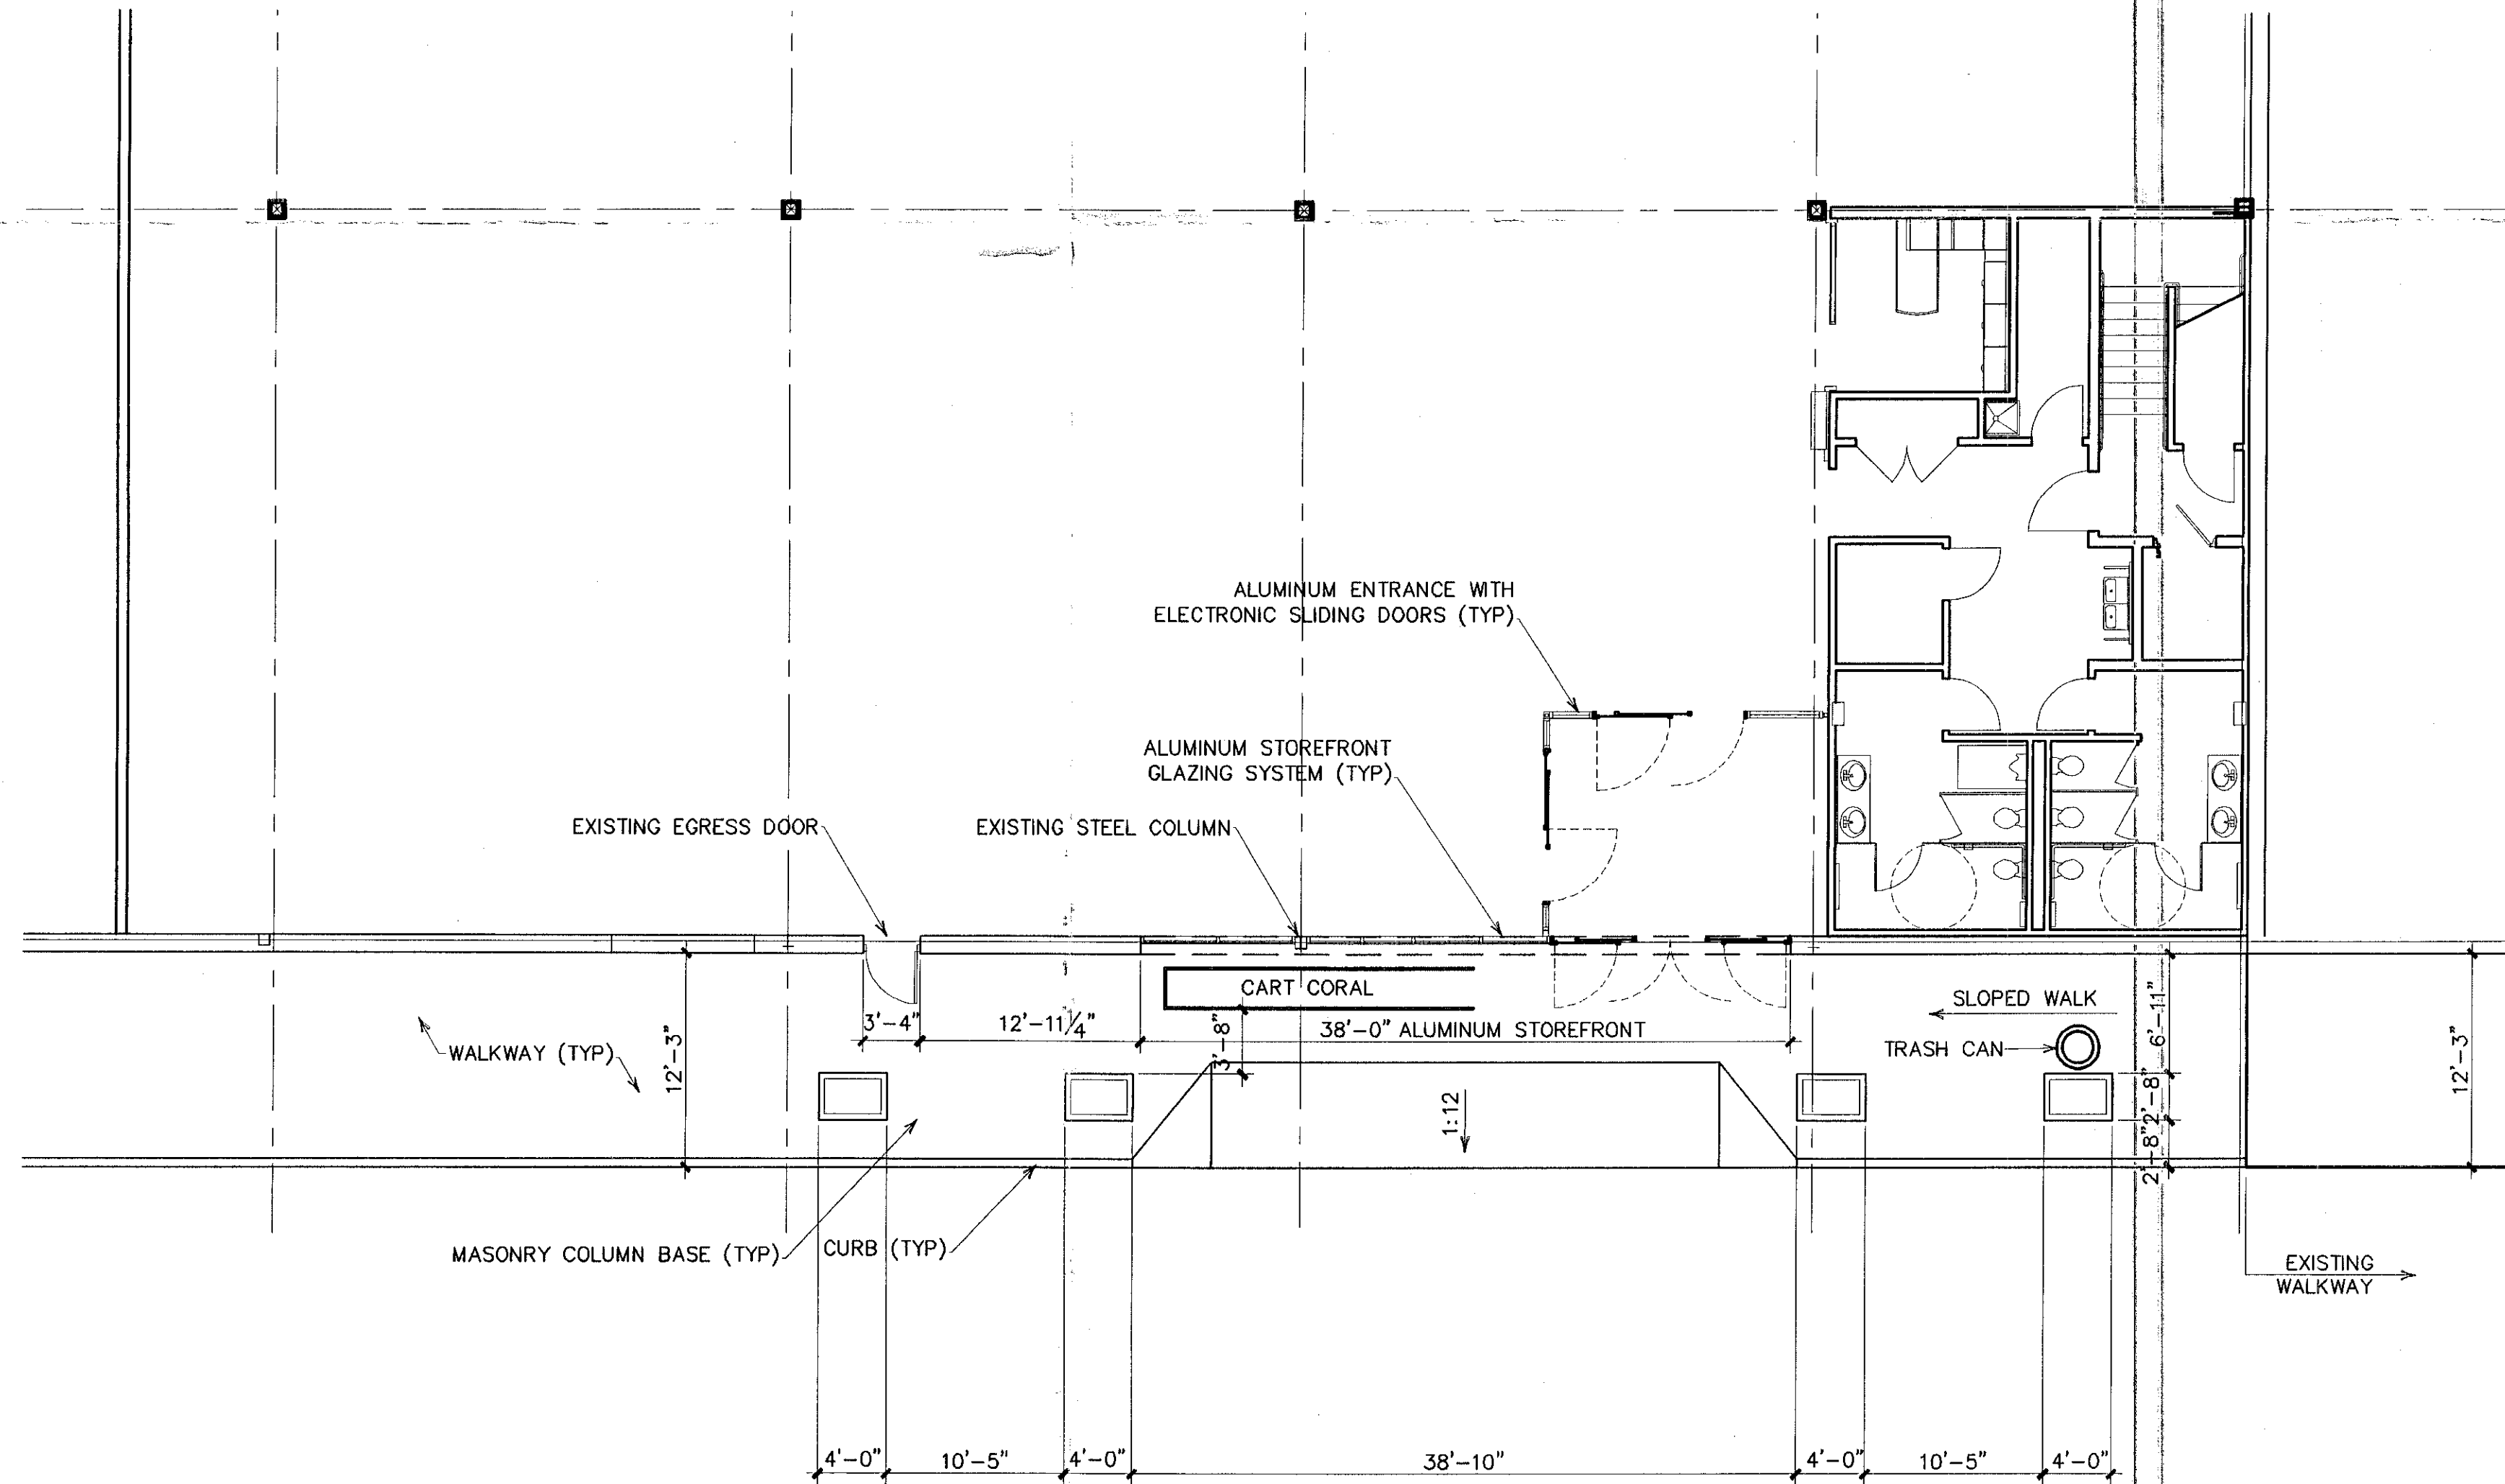 ALUMINUM ENTRANCE WITH
ELECTRONIC SLIDING DOORS (TYP)
ALUMINUM STOREFRONT
GLAZING SYSTEM (TYP)
EXISTING EGRESS DOOR
EXISTING STEEL COLUMN
CART CORAL
SLOPED WALK
3'-4"
12'-11 1/4"
3'-8"
38'-0" ALUMINUM STOREFRONT
6'-11"
WALKWAY (TYP)
12'-3"
TRASH CAN
12'-3"
1:12
2'-8"
2'-8"
MASONRY COLUMN BASE (TYP)
CURB (TYP)
EXISTING
WALKWAY
4'-0"
10'-5"
4'-0"
38'-10"
4'-0"
10'-5"
4'-0"